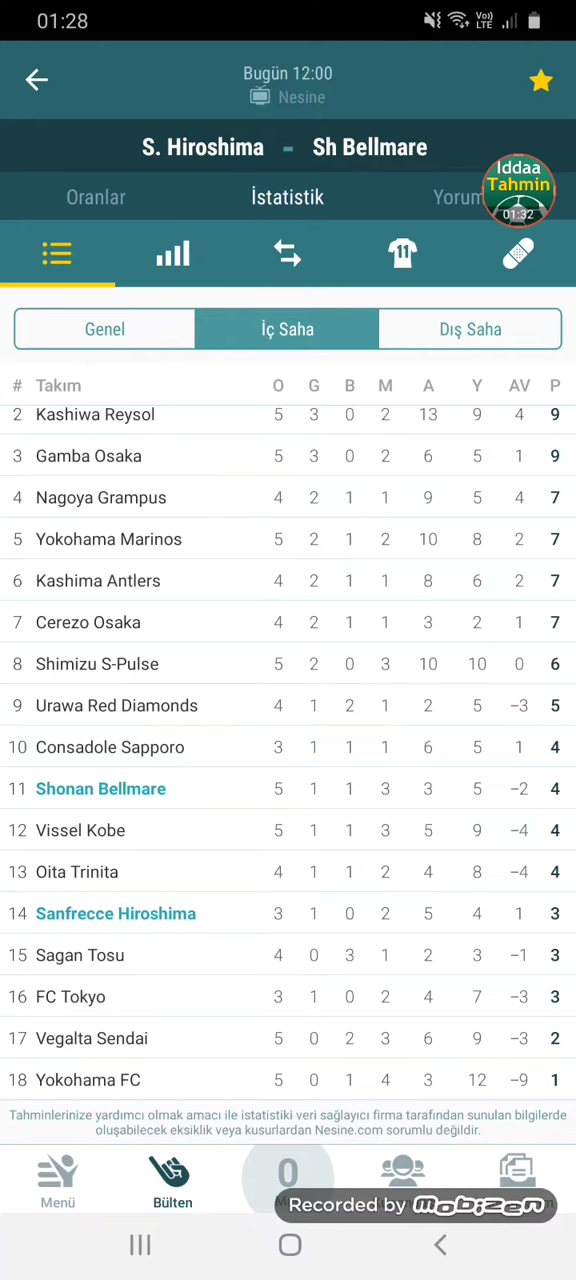 01:28
Vo))
LTE
Bugün 12:00
Nesine
S. Hiroshima - Sh Bellmare
Oranlar İstatistik Yorum
Iddaa
Tahmin
01:32
11
Genel İç Saha Dış Saha
# Takım O G B M A Y AV P
2 Kashiwa Reysol 5 3 0 2 13 9 4 9
3 Gamba Osaka 5 3 0 2 6 5 1 9
4 Nagoya Grampus 4 2 1 1 9 5 4 7
5 Yokohama Marinos 5 2 1 2 10 8 2 7
6 Kashima Antlers 4 2 1 1 8 6 2 7
7 Cerezo Osaka 4 2 1 1 3 2 1 7
8 Shimizu S-Pulse 5 2 0 3 10 10 0 6
9 Urawa Red Diamonds 4 1 2 1 2 5 -3 5
10 Consadole Sapporo 3 1 1 1 6 5 1 4
11 Shonan Bellmare 5 1 1 3 3 5 -2 4
12 Vissel Kobe 5 1 1 3 5 9 -4 4
13 Oita Trinita 4 1 1 2 4 8 -4 4
14 Sanfrecce Hiroshima 3 1 0 2 5 4 1 3
15 Sagan Tosu 4 0 3 1 2 3 -1 3
16 FC Tokyo 3 1 0 2 4 7 -3 3
17 Vegalta Sendai 5 0 2 3 6 9 -3 2
18 Yokohama FC 5 0 1 4 3 12 -9 1
Tahminlerinize yardımcı olmak amacı ile istatistiki veri sağlayıcı firma tarafından sunulan bilgilerde
oluşabilecek eksiklik veya kusurlardan Nesine.com sorumlu değildir.
0
Menü Bülten
Recorded by mobizen